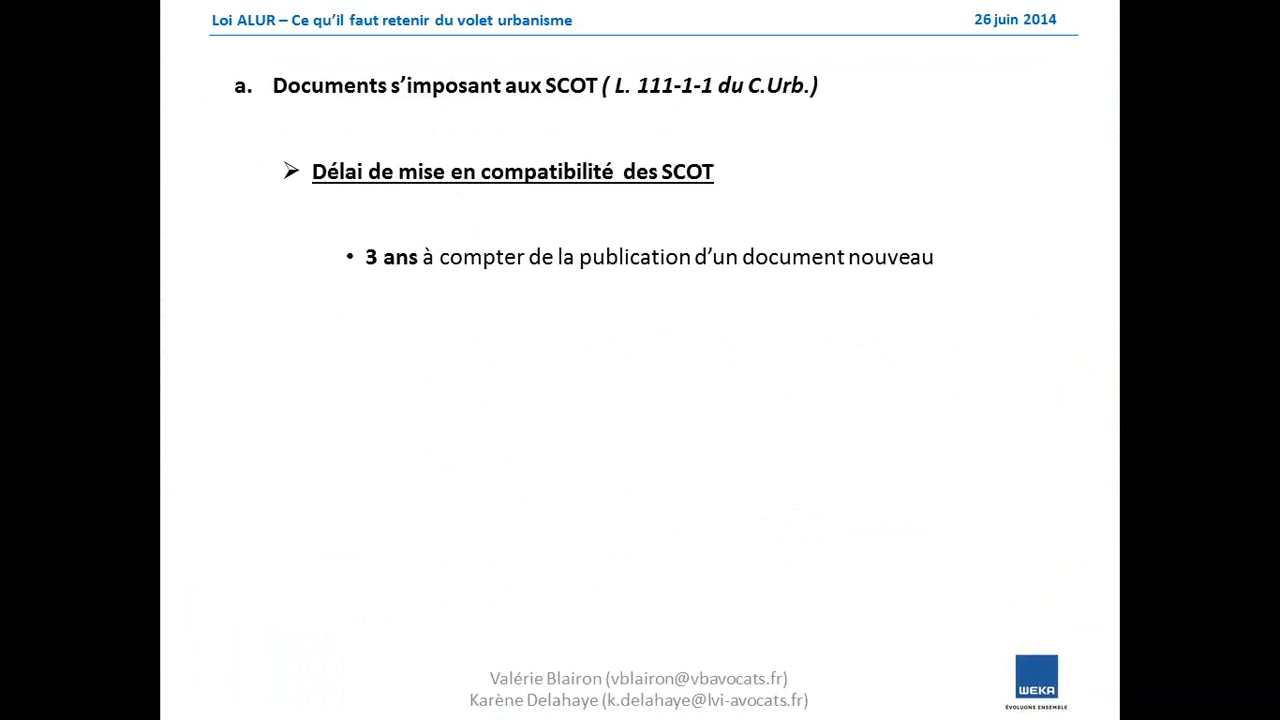 Loi ALUR – Ce qu’il faut retenir du volet urbanisme 26 juin 2014
a. Documents s’imposant aux SCOT ( L. 111-1-1 du C.Urb.)
➢ Délai de mise en compatibilité des SCOT
• 3 ans à compter de la publication d’un document nouveau
Valérie Blairon (vblairon@vbavocats.fr)
Karène Delahaye (k.delahaye@lvi-avocats.fr)
WEKA
ÉVOLUONS ENSEMBLE